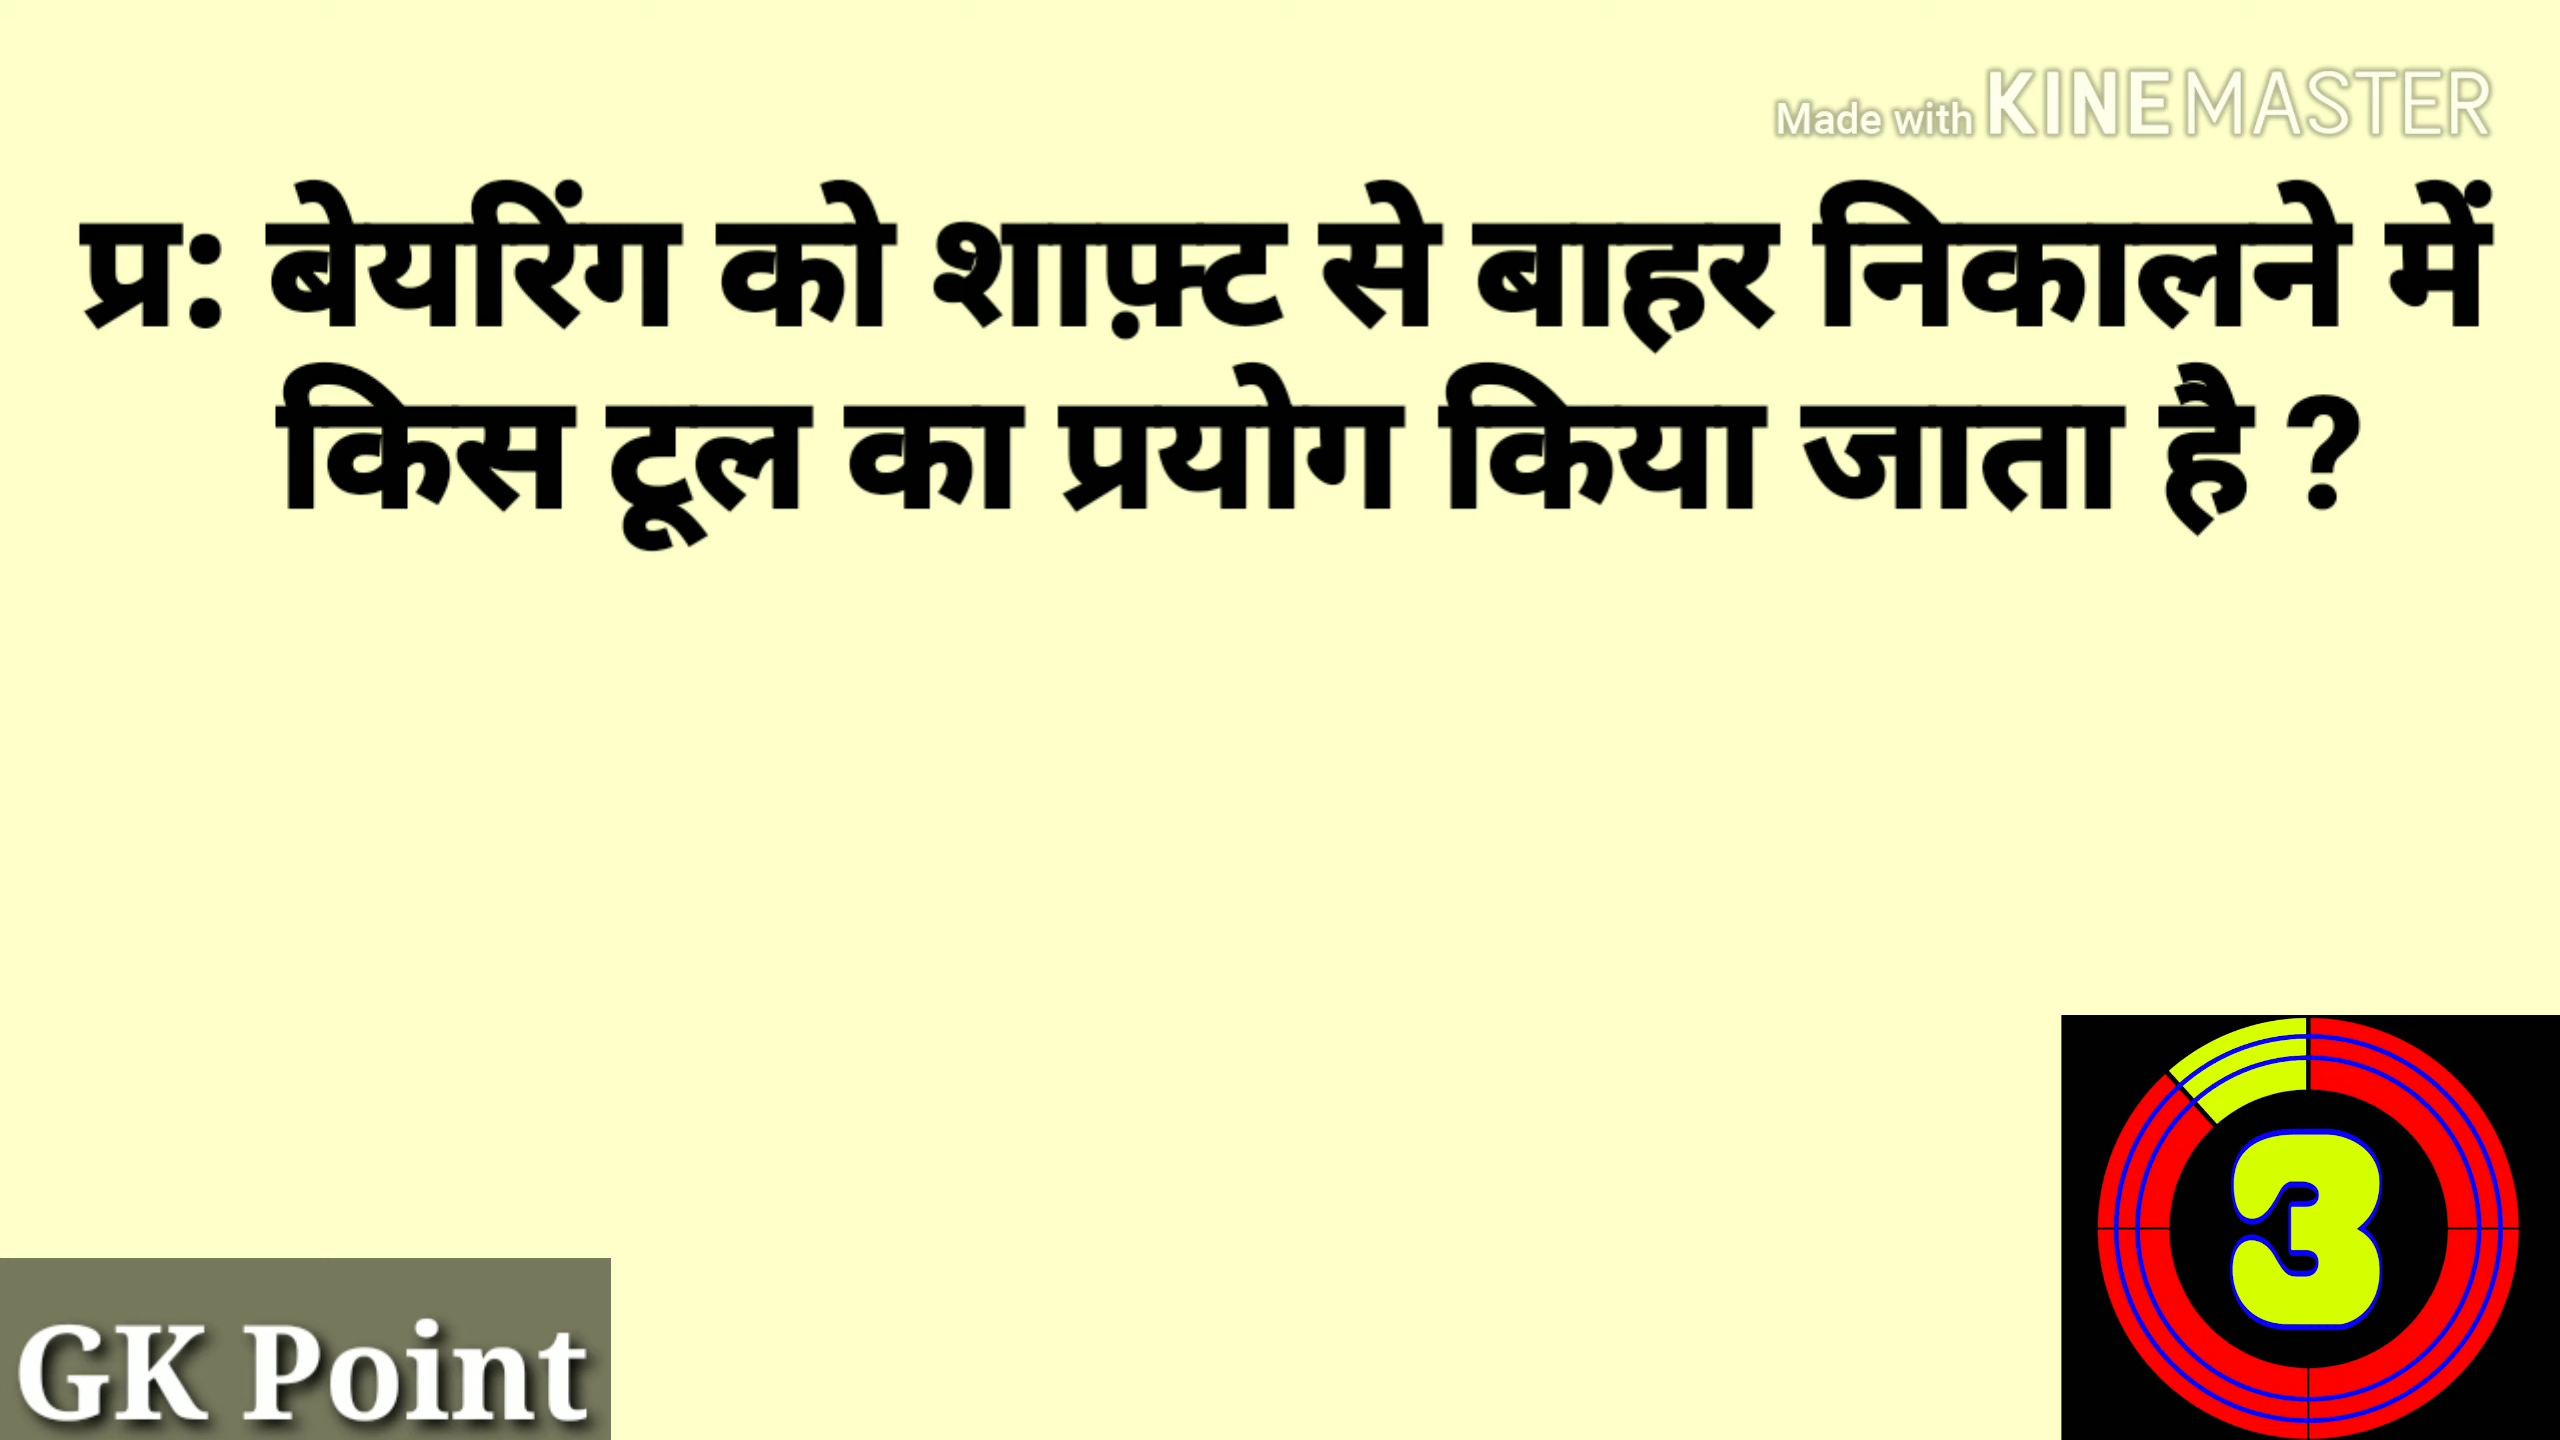 Made with KINEMASTER
प्र: बेयरिंग को शाफ़्ट से बाहर निकालने में
किस टूल का प्रयोग किया जाता है ?
3
GK Point